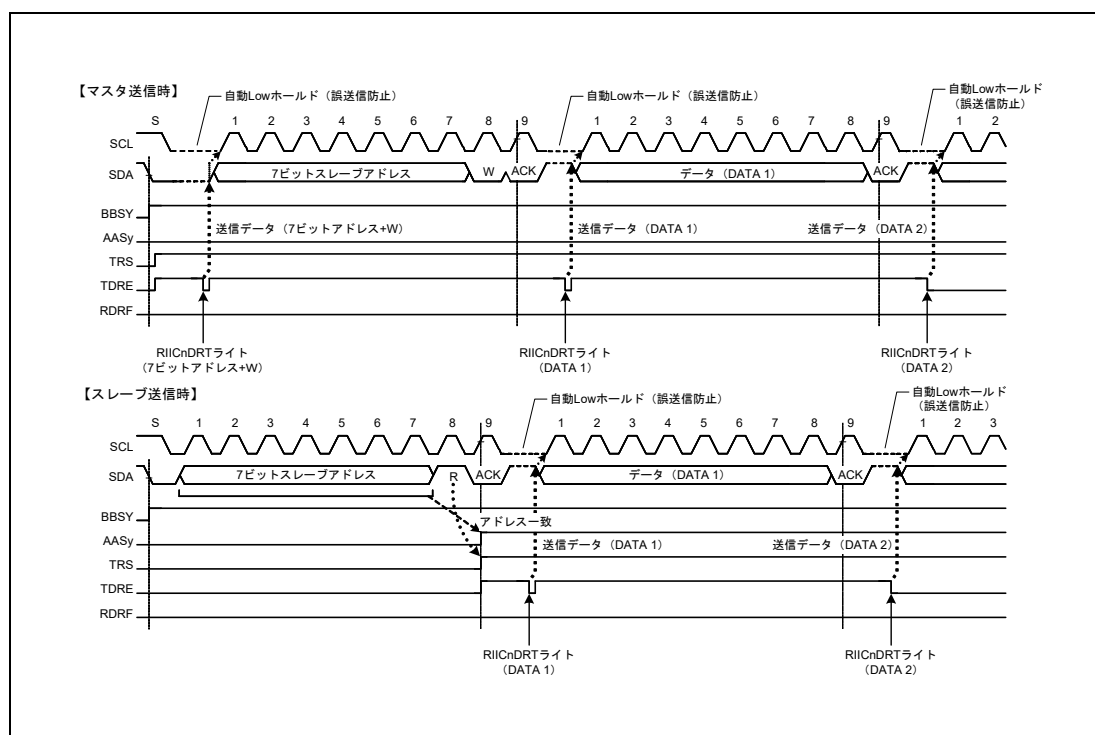 【マスタ送信時】
自動Lowホールド（誤送信防止）
自動Lowホールド（誤送信防止）
自動Lowホールド
（誤送信防止）
S 1 2 3 4 5 6 7 8 9 1 2 3 4 5 6 7 8 9 1 2
SCL
SDA 7ビットスレーブアドレス W ACK データ（DATA 1） ACK
BBSY
送信データ（7ビットアドレス+W） 送信データ（DATA 1） 送信データ（DATA 2）
AASy
TRS
TDRE
RDRF
RIICnDRTライト
（7ビットアドレス+W）
RIICnDRTライト
（DATA 1）
RIICnDRTライト
（DATA 2）
【スレーブ送信時】
自動Lowホールド（誤送信防止）
自動Lowホールド
（誤送信防止）
S 1 2 3 4 5 6 7 8 9 1 2 3 4 5 6 7 8 9 1 2 3
SCL
SDA 7ビットスレーブアドレス R ACK データ（DATA 1） ACK
BBSY
アドレス一致
AASy
送信データ（DATA 1） 送信データ（DATA 2）
TRS
TDRE
RDRF
RIICnDRTライト
（DATA 1）
RIICnDRTライト
（DATA 2）